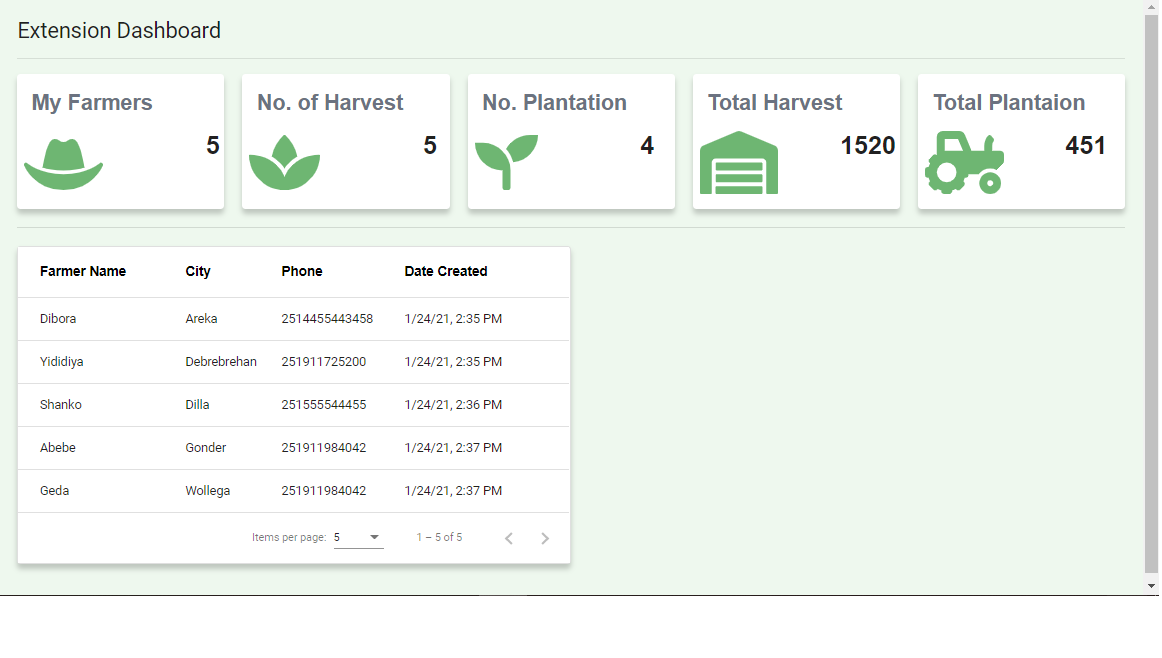 Extension Dashboard
My Farmers No. of Harvest No. Plantation Total Harvest Total Plantaion
5 5 4 1520 451
Farmer Name City Phone Date Created
Dibora Areka 2514455443458 1/24/21, 2:35 PM
Yididiya Debrebrehan 251911725200 1/24/21, 2:35 PM
Shanko Dilla 251555544455 1/24/21, 2:36 PM
Abebe Gonder 251911984042 1/24/21, 2:37 PM
Geda Wollega 251911984042 1/24/21, 2:37 PM
Items per page: 5 1 – 5 of 5